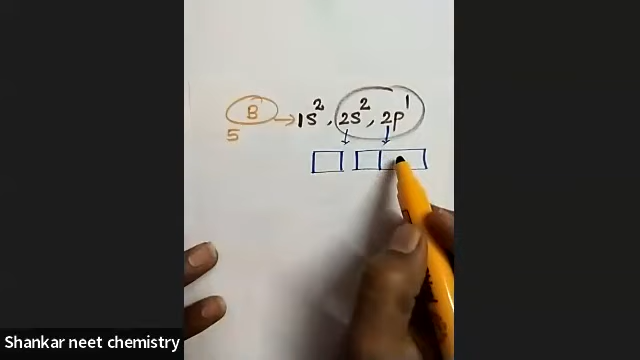 B → 1s², 2s², 2p¹
5
Shankar neet chemistry